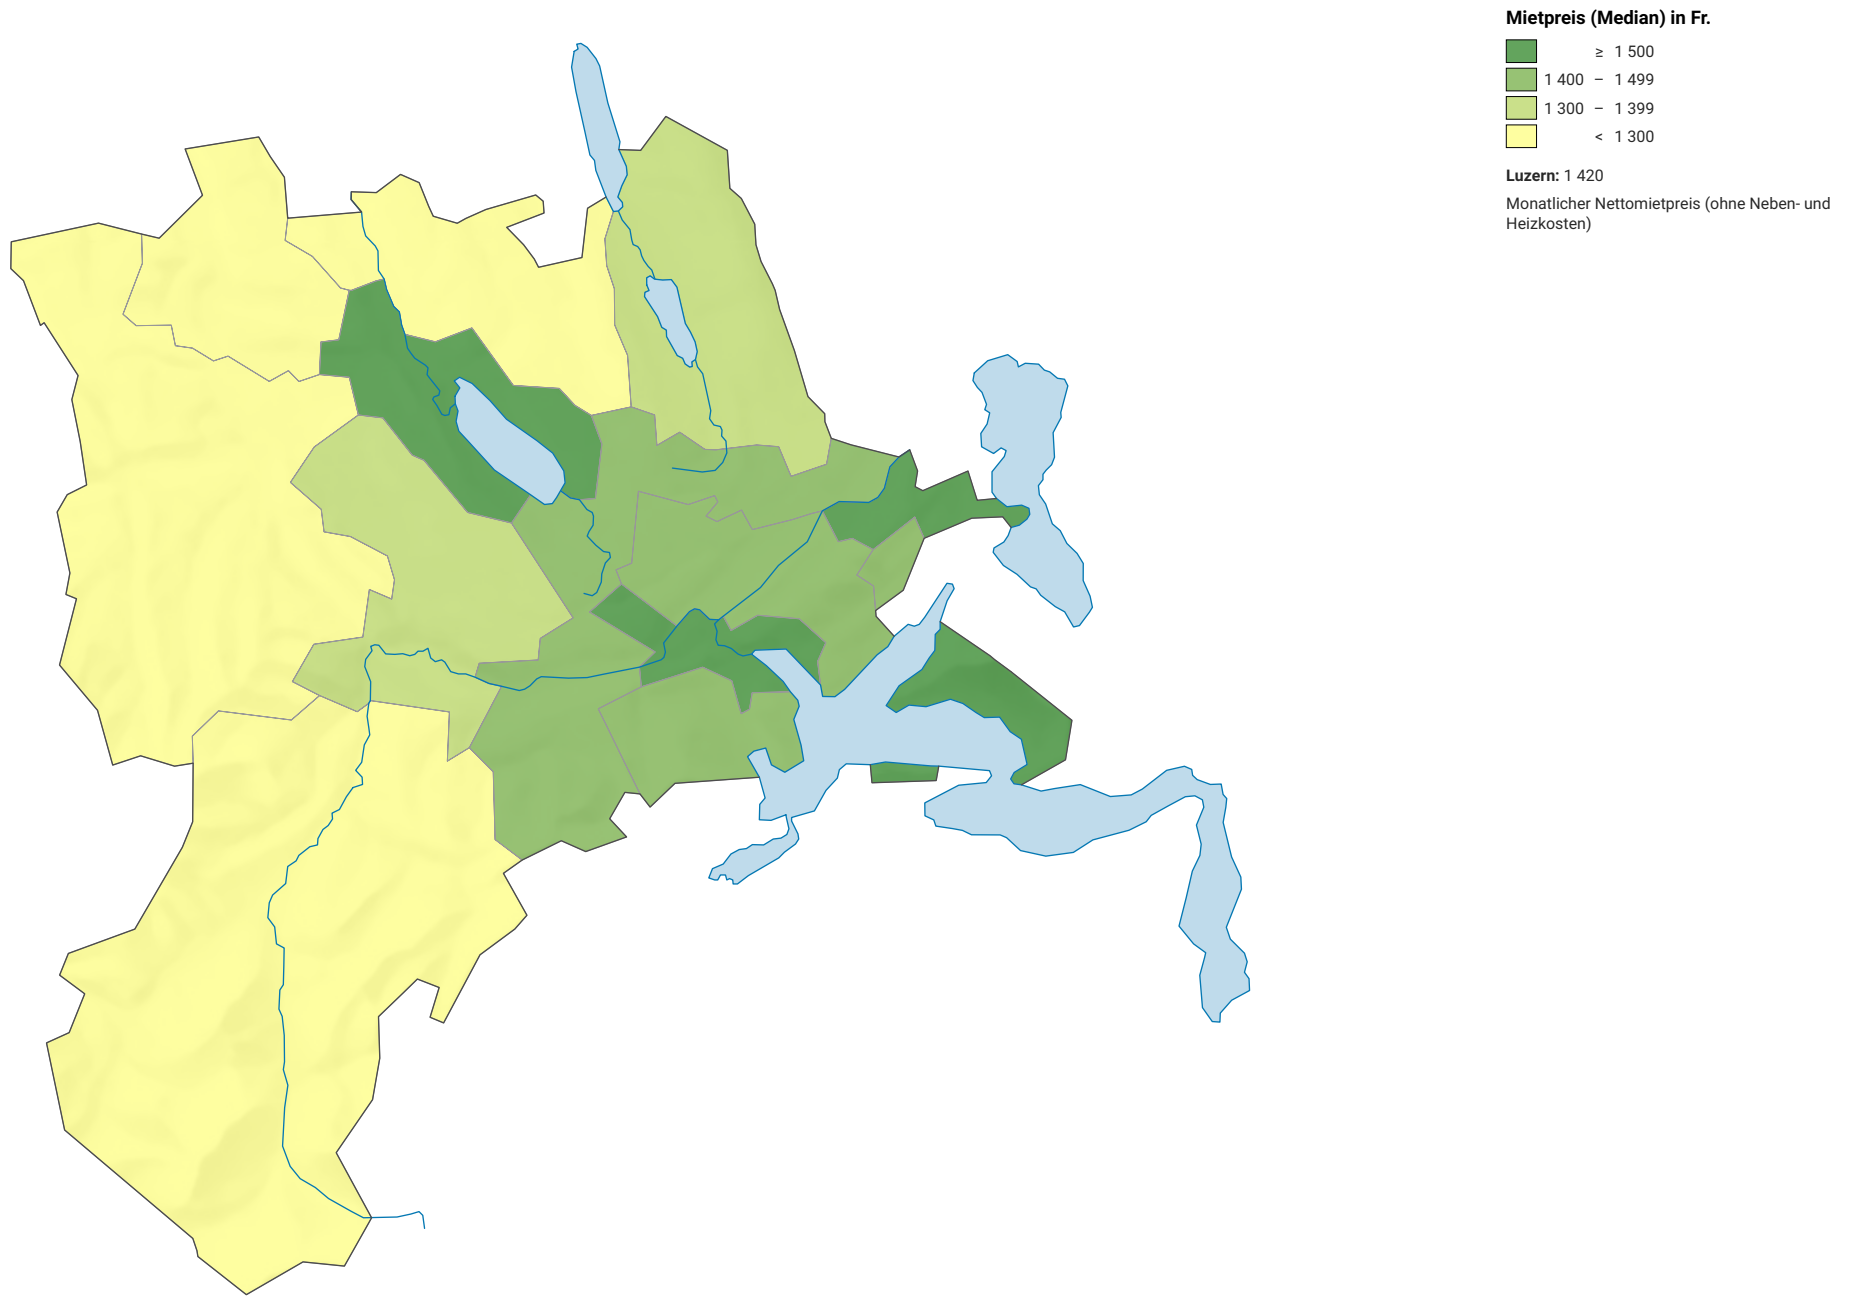 Mietpreis (Median) in Fr.
≥ 1 500
1 400 – 1 499
1 300 – 1 399
< 1 300
Luzern: 1 420
Monatlicher Nettomietpreis (ohne Neben- und
Heizkosten)